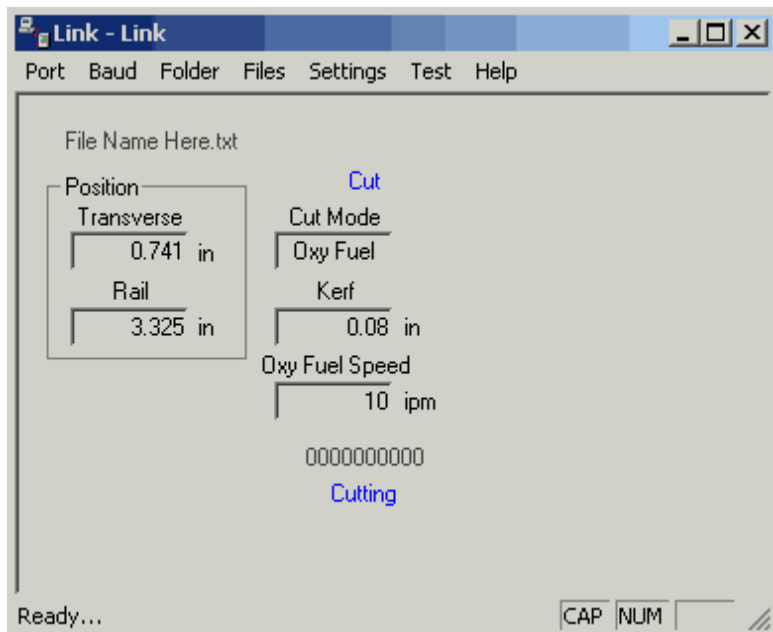 Link - Link
Port Baud Folder Files Settings Test Help
File Name Here.txt
Position
Transverse
0.741 in
Rail
3.325 in
Cut
Cut Mode
Oxy Fuel
Kerf
0.08 in
Oxy Fuel Speed
10 ipm
0000000000
Cutting
Ready...
CAP NUM